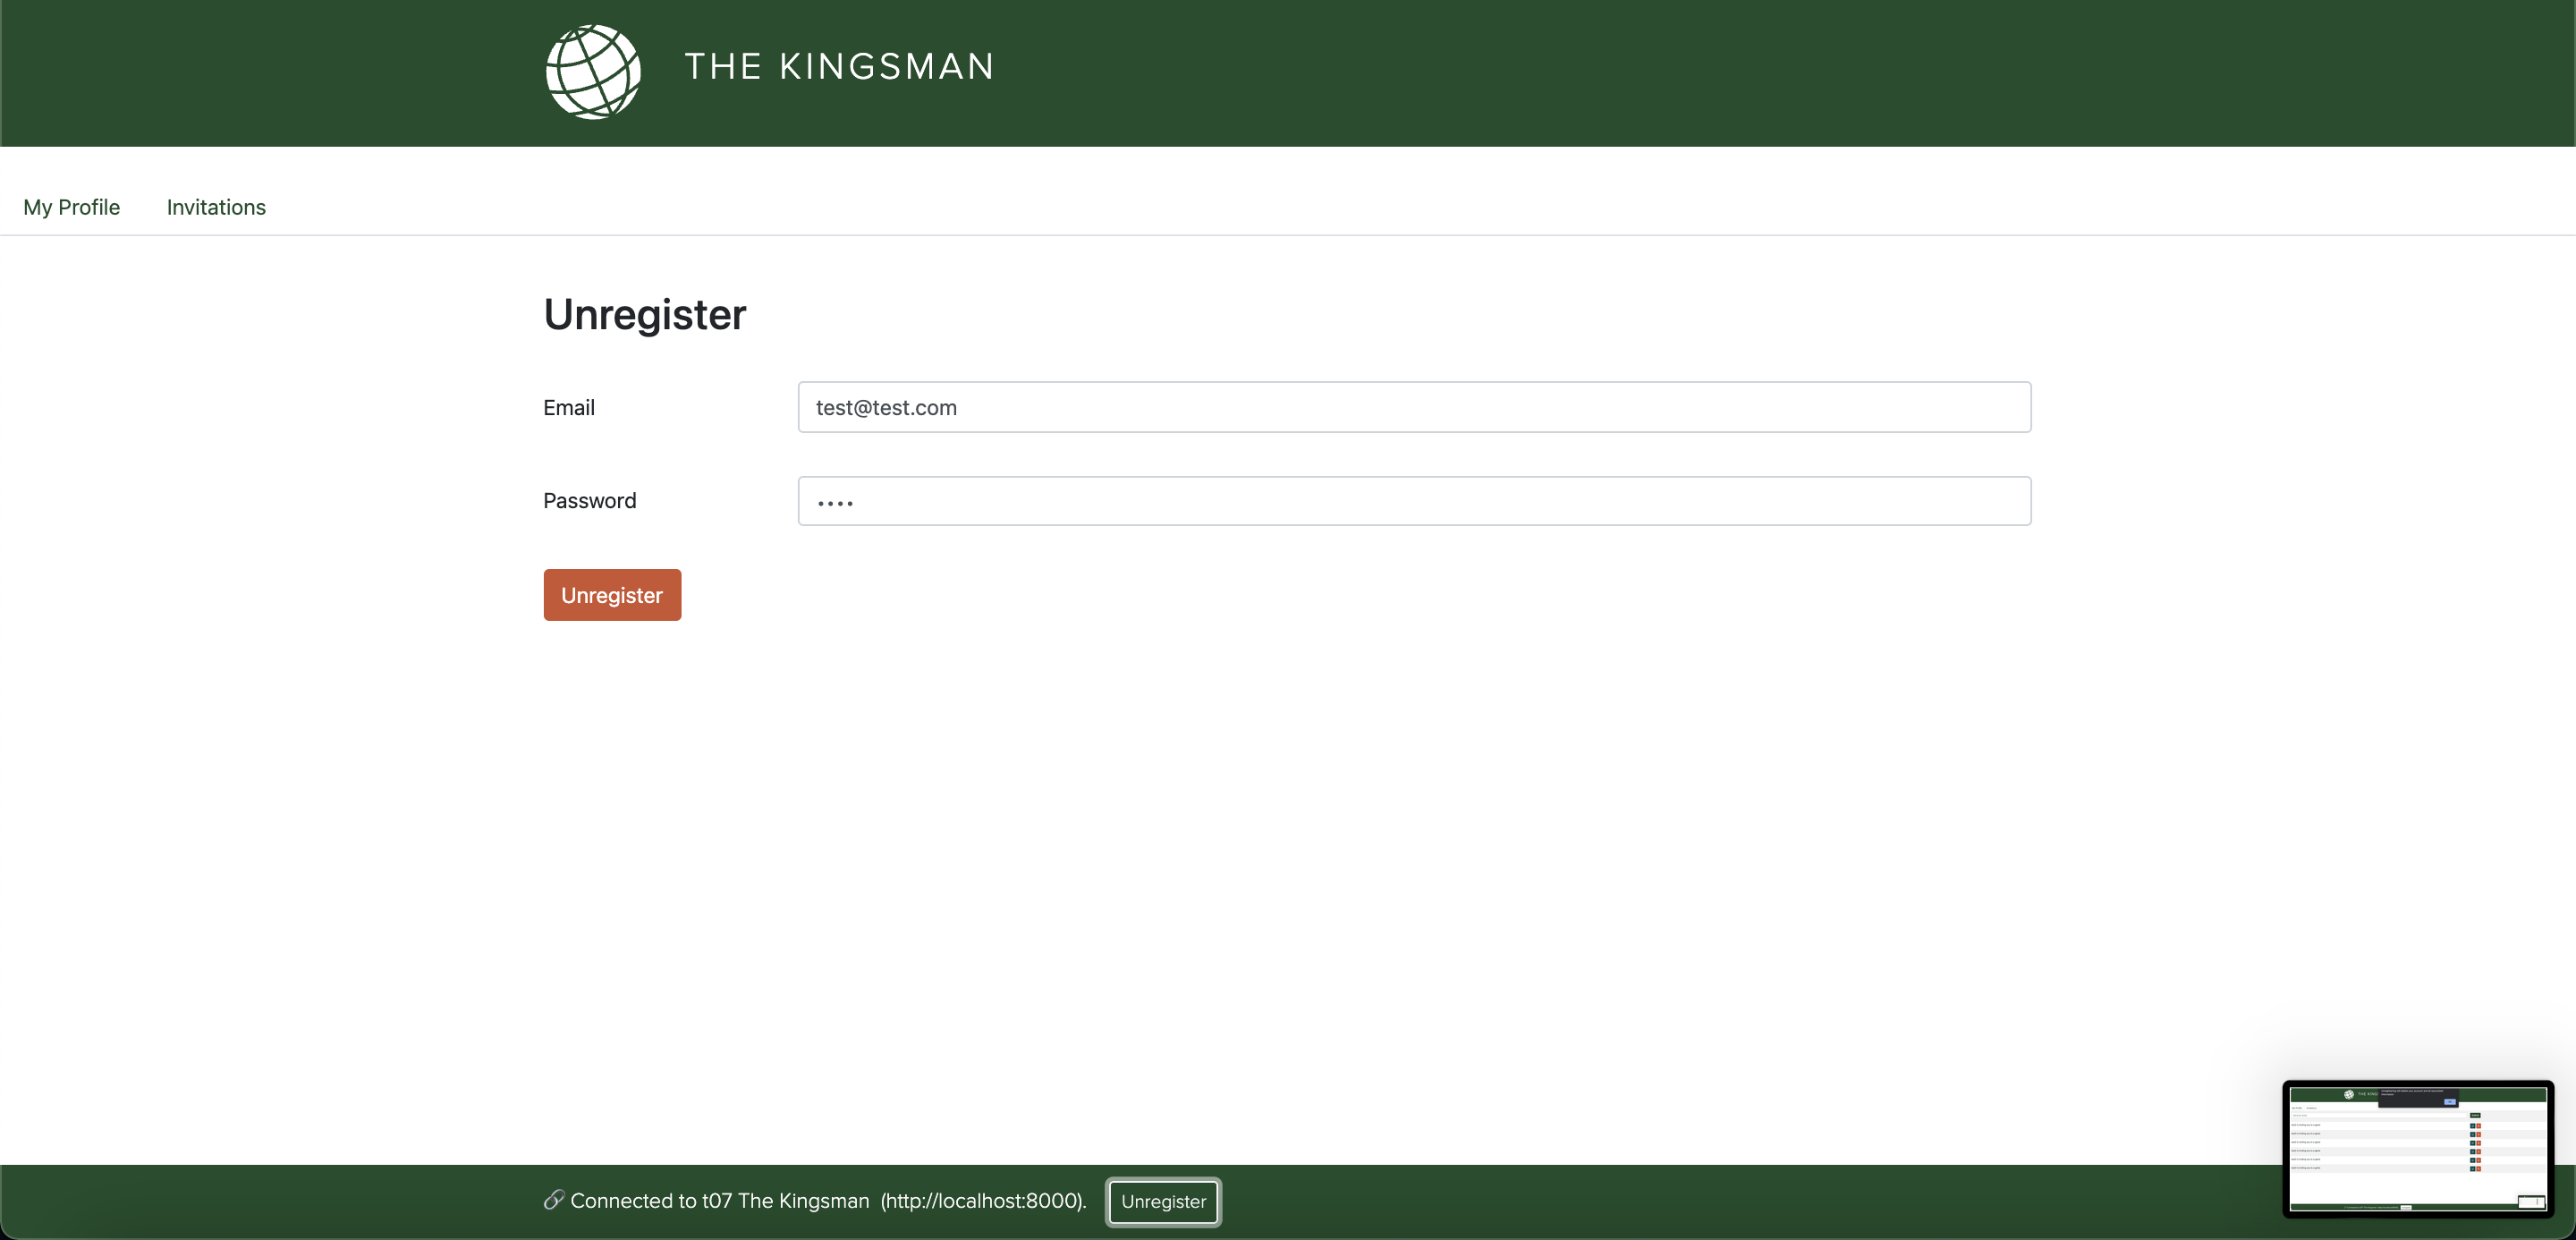 THE KINGSMAN
My Profile Invitations
Unregister
Email test@test.com
Password ••••
Unregister
🔗 Connected to t07 The Kingsman (http://localhost:8000). Unregister